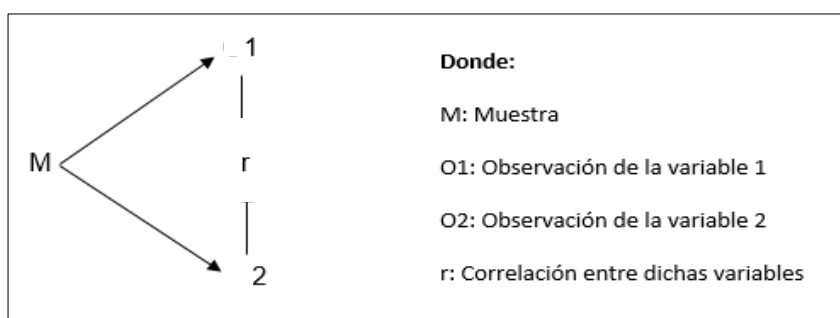 1
M
r
2
Donde:
M: Muestra
O1: Observación de la variable 1
O2: Observación de la variable 2
r: Correlación entre dichas variables